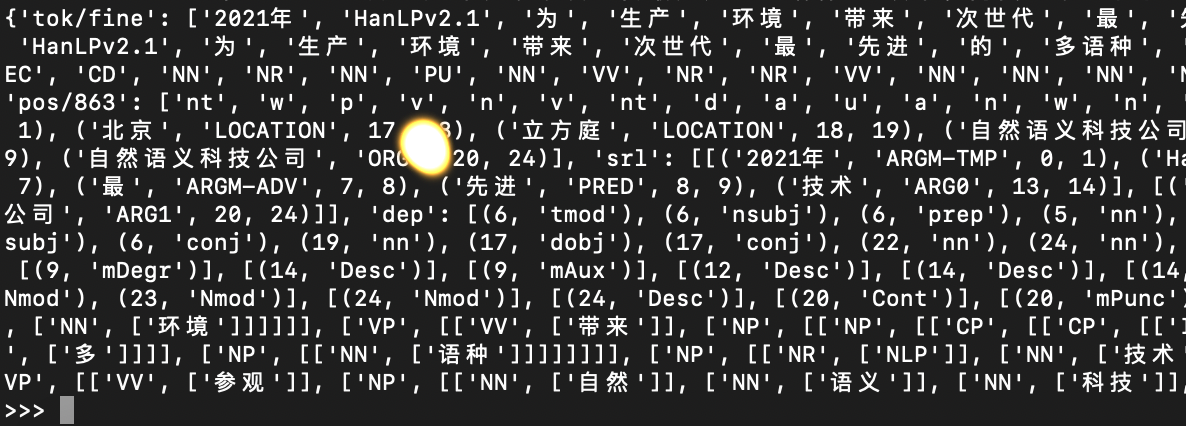 {'tok/fine': ['2021年', 'HanLPv2.1', '为', '生产', '环境', '带来', '次世代', '最', '
'HanLPv2.1', '为', '生产', '环境', '带来', '次世代', '最', '先进', '的', '多语种', '
EC', 'CD', 'NN', 'NR', 'NN', 'PU', 'NN', 'VV', 'NR', 'NR', 'VV', 'NN', 'NN', 'NN', 'N
'pos/863': ['nt', 'w', 'p', 'v', 'n', 'v', 'nt', 'd', 'a', 'u', 'a', 'n', 'w', 'n', '
1), ('北京', 'LOCATION', 17 ), ('立方庭', 'LOCATION', 18, 19), ('自然语义科技公司
9), ('自然语义科技公司', 20, 24)], 'srl': [[('2021年', 'ARGM-TMP', 0, 1), ('Ha
7), ('最', 'ARGM-ADV', 7, 8), ('先进', 'PRED', 8, 9), ('技术', 'ARG0', 13, 14)], [('
公司', 'ARG1', 20, 24)]], 'dep': [(6, 'tmod'), (6, 'nsubj'), (6, 'prep'), (5, 'nn'),
subj'), (6, 'conj'), (19, 'nn'), (17, 'dobj'), (17, 'conj'), (22, 'nn'), (24, 'nn'),
[(9, 'mDegr')], [(14, 'Desc')], [(9, 'mAux')], [(12, 'Desc')], [(14, 'Desc')], [(14,
Nmod'), (23, 'Nmod')], [(24, 'Nmod')], [(24, 'Desc')], [(20, 'Cont')], [(20, 'mPunc'
, ['NN', ['环境']]]]]], ['VP', [['VV', ['带来']], ['NP', [['NP', [['CP', [['CP', [['
', ['多']]]], ['NP', [['NN', ['语种']]]]]]]], ['NP', [['NR', ['NLP']], ['NN', ['技术
VP', [['VV', ['参观']], ['NP', [['NN', ['自然']], ['NN', ['语义']], ['NN', ['科技']],
>>>